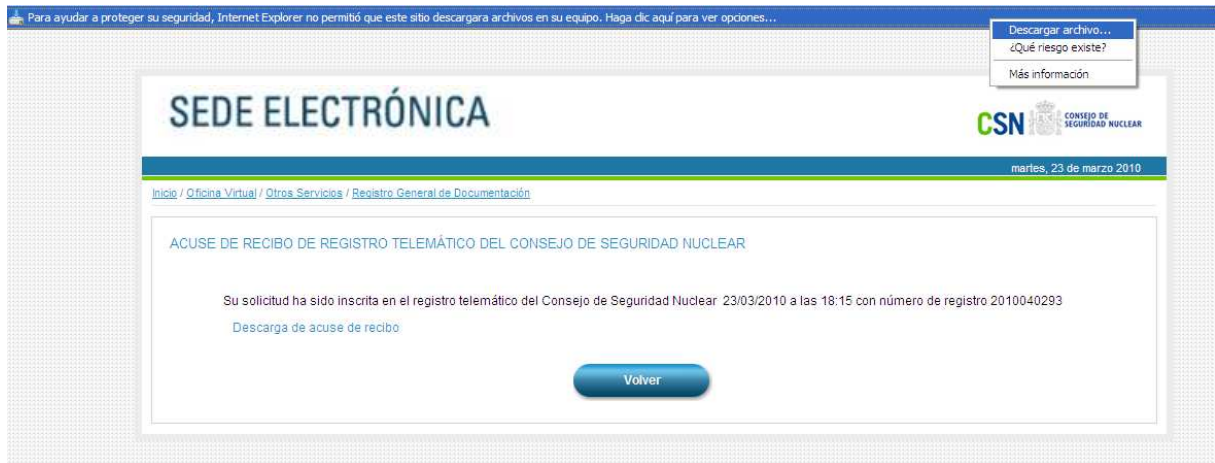 Para ayudar a proteger su seguridad, Internet Explorer no permitió que este sitio descargara archivos en su equipo. Haga clic aquí para ver opciones...
Descargar archivo...
¿Qué riesgo existe?
Más información
SEDE ELECTRÓNICA
CSN CONSEJO DE
SEGURIDAD NUCLEAR
martes, 23 de marzo 2010
Inicio / Oficina Virtual / Otros Servicios / Registro General de Documentación
ACUSE DE RECIBO DE REGISTRO TELEMÁTICO DEL CONSEJO DE SEGURIDAD NUCLEAR
Su solicitud ha sido inscrita en el registro telemático del Consejo de Seguridad Nuclear 23/03/2010 a las 18:15 con número de registro 2010040293
Descarga de acuse de recibo
Volver